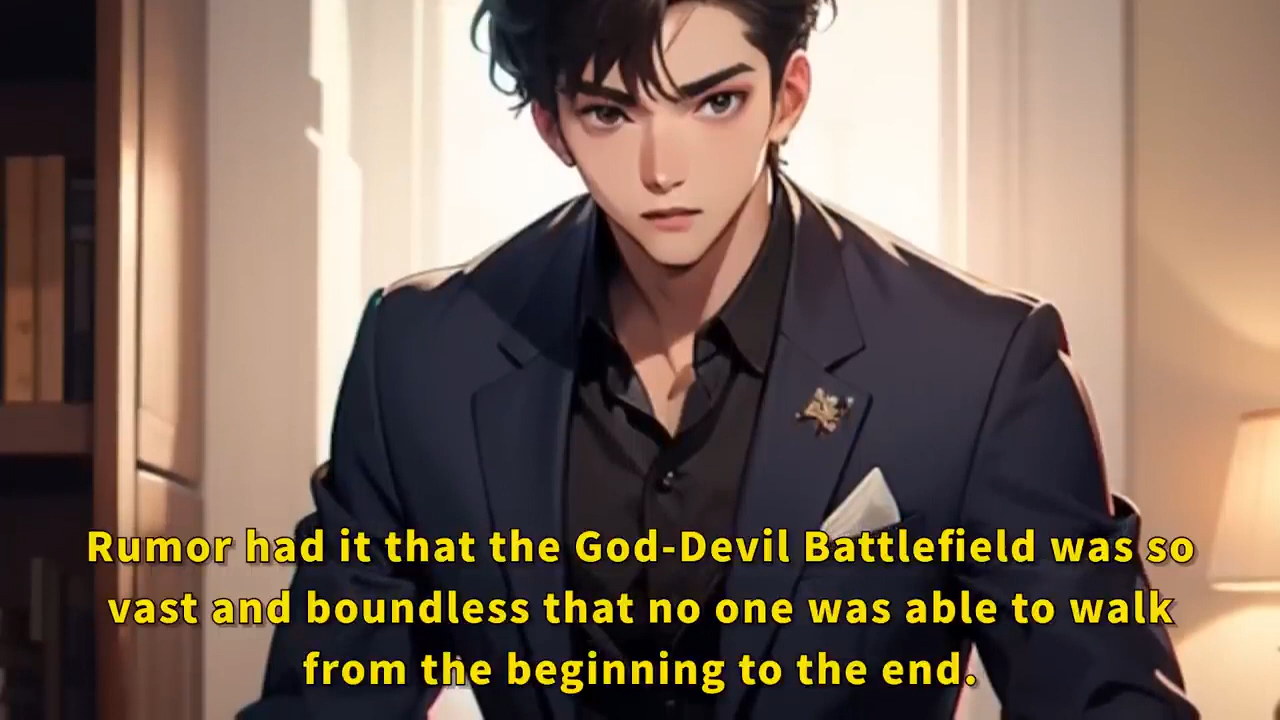 Rumor had it that the God-Devil Battlefield was so
vast and boundless that no one was able to walk
from the beginning to the end.